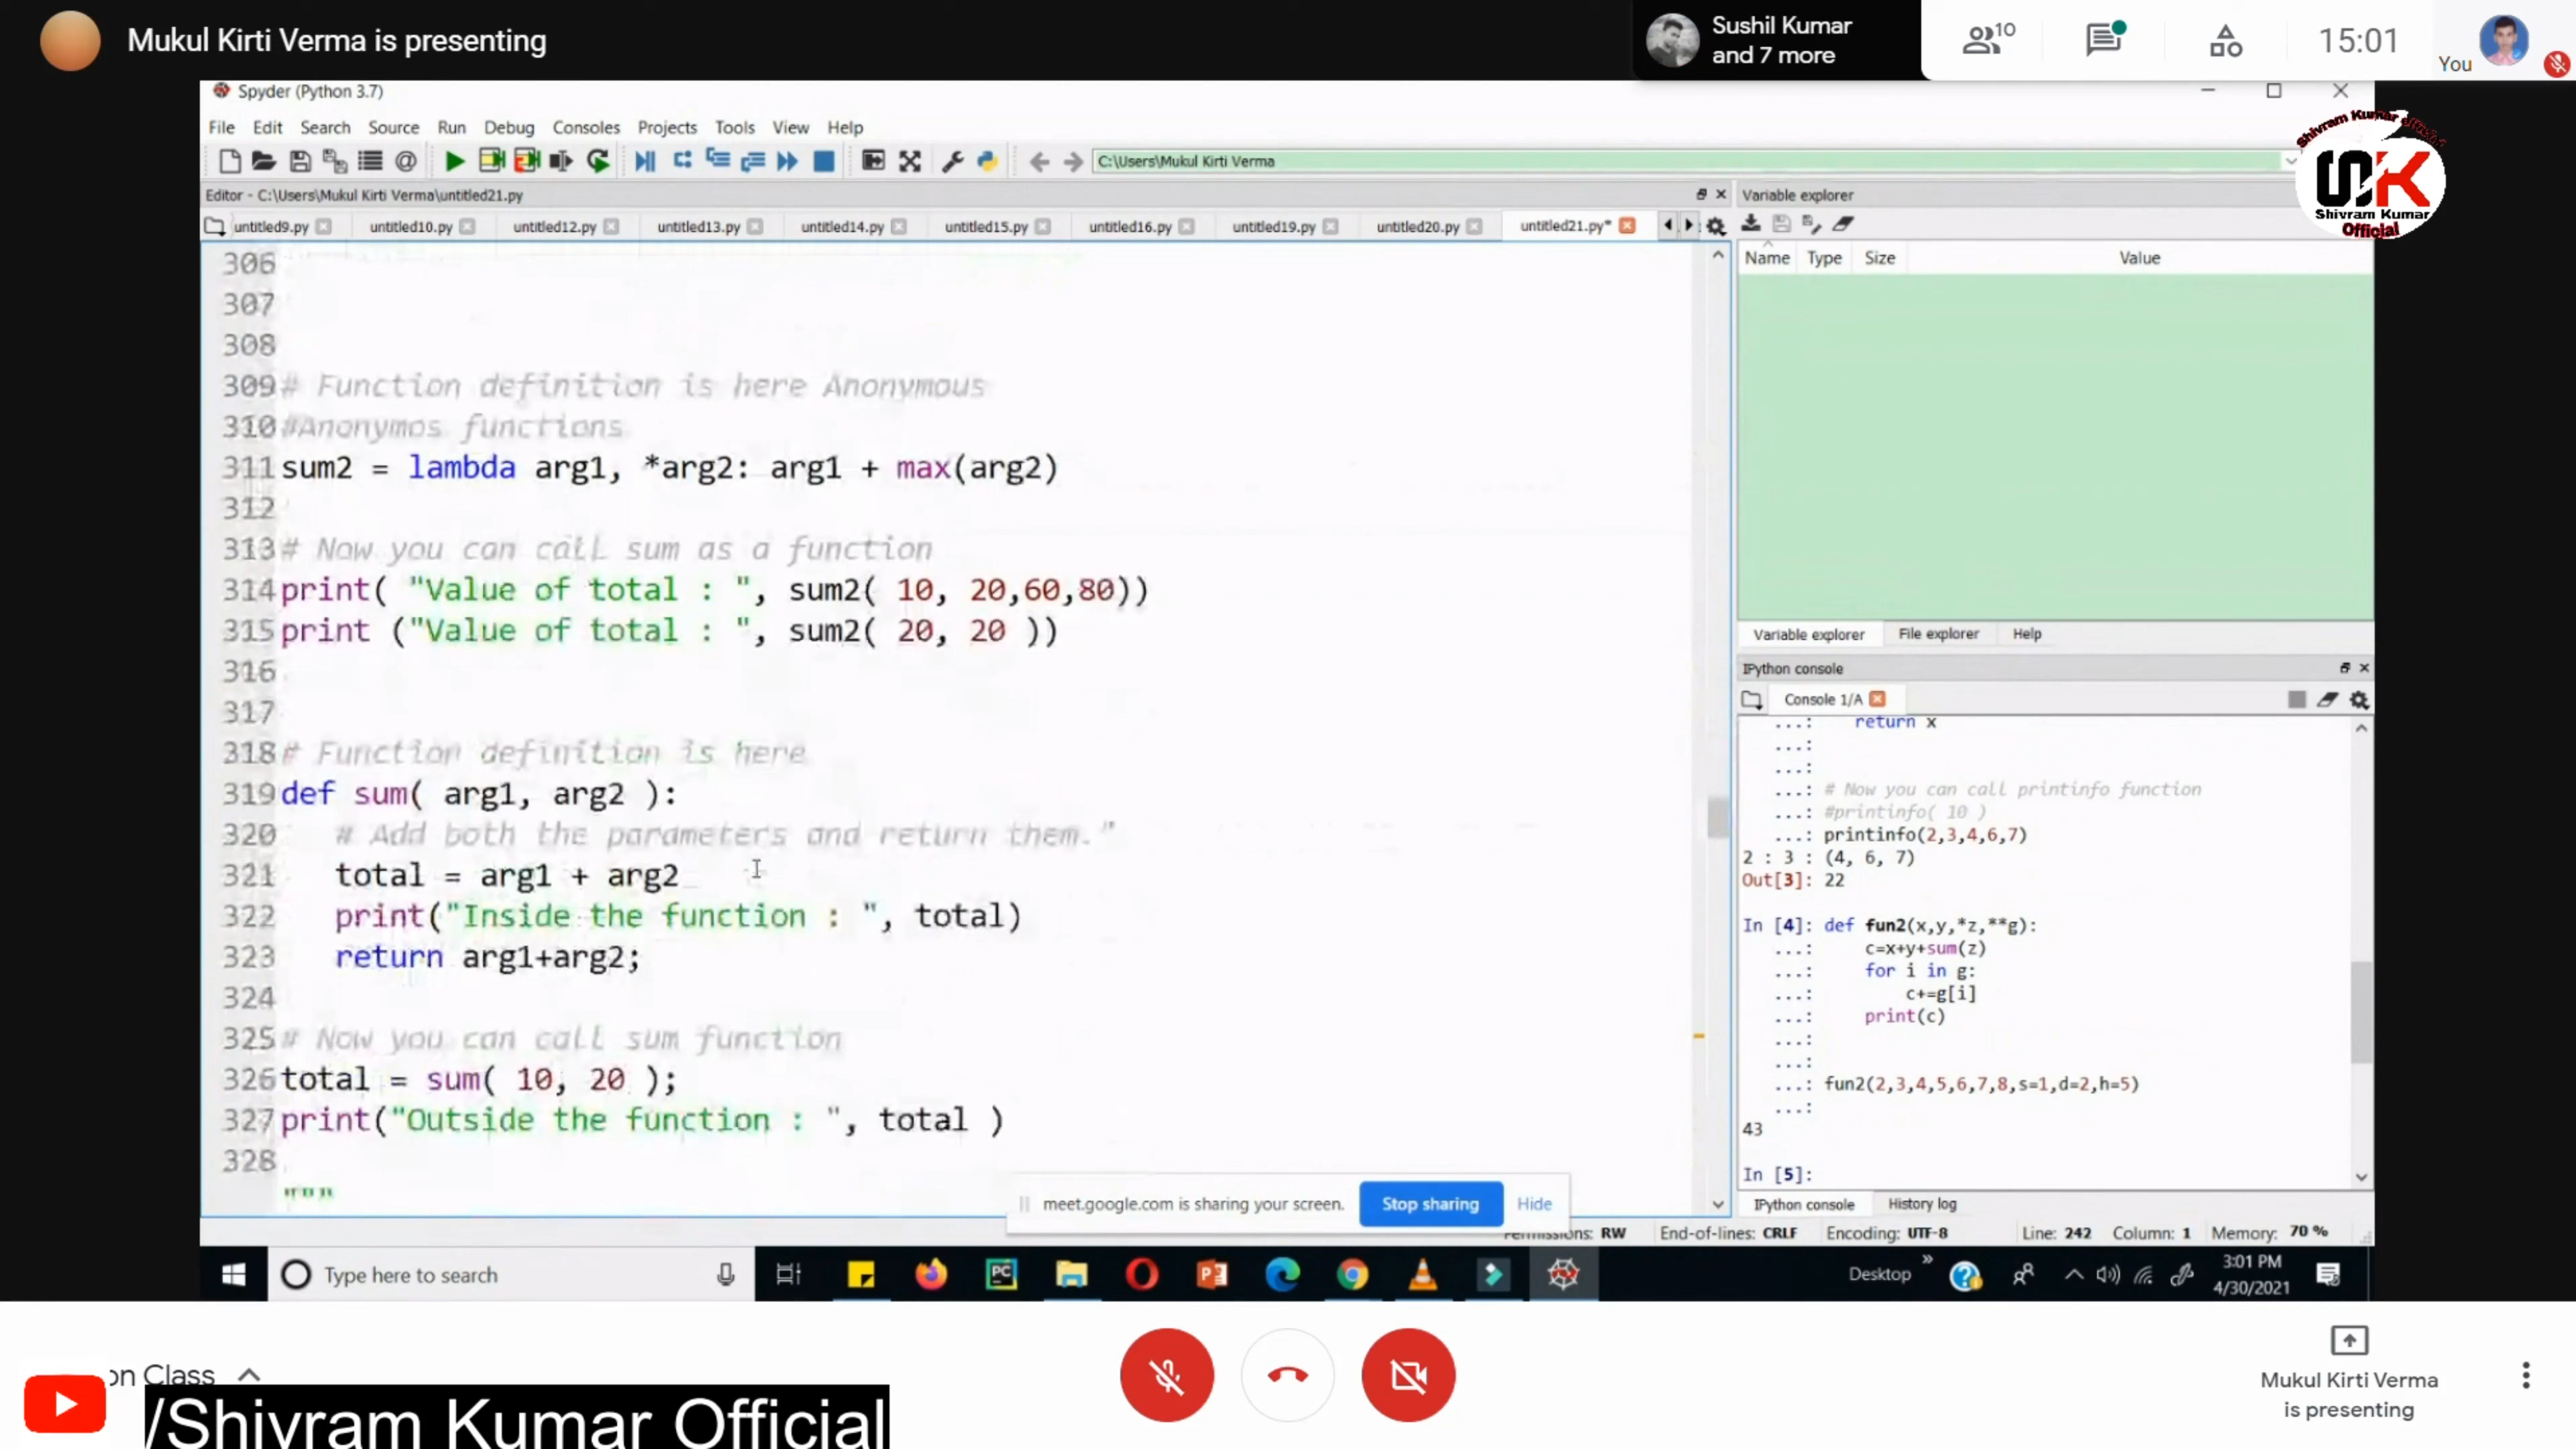 Mukul Kirti Verma is presenting
Sushil Kumar
and 7 more
10
15:01
You
Spyder (Python 3.7)
File Edit Search Source Run Debug Consoles Projects Tools View Help
C:\Users\Mukul Kirti Verma
Shivram Kumar
SK
Shivram Kumar
Official
Editor - C:\Users\Mukul Kirti Verma\untitled21.py
untitled9.py untitled10.py untitled12.py untitled13.py untitled14.py untitled15.py untitled16.py untitled19.py untitled20.py untitled21.py*
306
307
308
309 # Function definition is here Anonymous
310 #Anonymos functions
311 sum2 = lambda arg1, *arg2: arg1 + max(arg2)
312
313 # Now you can call sum as a function
314 print( "Value of total : ", sum2( 10, 20,60,80))
315 print ("Value of total : ", sum2( 20, 20 ))
316
317
318 # Function definition is here
319 def sum( arg1, arg2 ):
320 # Add both the parameters and return them."
321 total = arg1 + arg2
322 print("Inside the function : ", total)
323 return arg1+arg2;
324
325 # Now you can call sum function
326 total = sum( 10, 20 );
327 print("Outside the function : ", total )
328
"""
Variable explorer
Name Type Size Value
Variable explorer File explorer Help
IPython console
Console 1/A
...: return x
...:
...:
...: # Now you can call printinfo function
...: #printinfo( 10 )
...: printinfo(2,3,4,6,7)
2 : 3 : (4, 6, 7)
Out[3]: 22
In [4]: def fun2(x,y,*z,**g):
...: c=x+y+sum(z)
...: for i in g:
...: c+=g[i]
...: print(c)
...:
...:
...: fun2(2,3,4,5,6,7,8,s=1,d=2,h=5)
...:
43
In [5]:
IPython console History log
meet.google.com is sharing your screen. Stop sharing Hide
Permissions: RW End-of-lines: CRLF Encoding: UTF-8 Line: 242 Column: 1 Memory: 70 %
Type here to search
Desktop
3:01 PM
4/30/2021
on Class
/Shivram Kumar Official
Mukul Kirti Verma
is presenting